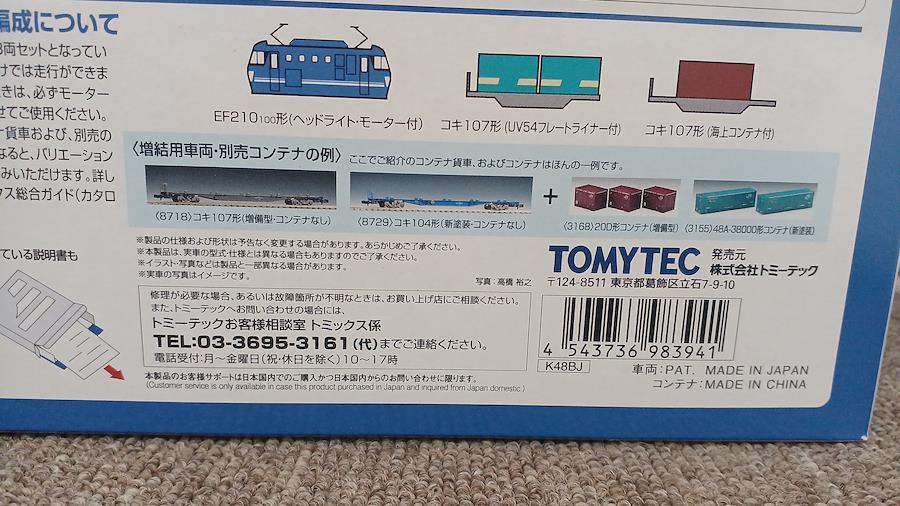 編成について
3両セットとなってい
けでは走行ができま
きは、必ずモーター
せてご使用ください。
ナ貨車および、別売の
なると、バリエーション
みいただけます。詳し
クス総合ガイド(カタロ
ている説明書も
EF210 100形(ヘッドライト・モーター付)
コキ107形(UV54フレートライナー付)
コキ107形(海上コンテナ付)
〈増結用車両・別売コンテナの例〉 ここでご紹介のコンテナ貨車、およびコンテナはほんの一例です。
+
〈8718〉コキ107形(増備型・コンテナなし)
〈8729〉コキ104形(新塗装・コンテナなし)
〈3168〉20D形コンテナ(増備型)
〈3155〉48A-38000形コンテナ(新塗装)
※製品の仕様および形状は予告なく変更する場合があります。あらかじめご了承ください。
※本製品は、実車の型式・仕様とは異なる場合もありますのでご了承ください。
※イラスト・写真などは製品と一部異なる場合があります。
※実車の写真はイメージです。
写真:高橋 裕之
修理が必要な場合、あるいは故障箇所が不明なときは、お買い上げ店にご相談ください。
また、トミーテックへお問い合わせの場合には、
トミーテックお客様相談室 トミックス係
TEL:03-3695-3161(代)までご連絡ください。
電話受付:月〜金曜日(祝・休日を除く)10〜17時
本製品のお客様サポートは日本国内でのご購入かつ日本国内からのお問い合わせに限ります。
(Customer service is only available in case this product purchased in Japan and inquired from Japan domestic.)
TOMYTEC 発売元 株式会社トミーテック
〒124-8511 東京都葛飾区立石7-9-10
4 543736 983941
K48BJ
車両:PAT. MADE IN JAPAN
コンテナ:MADE IN CHINA